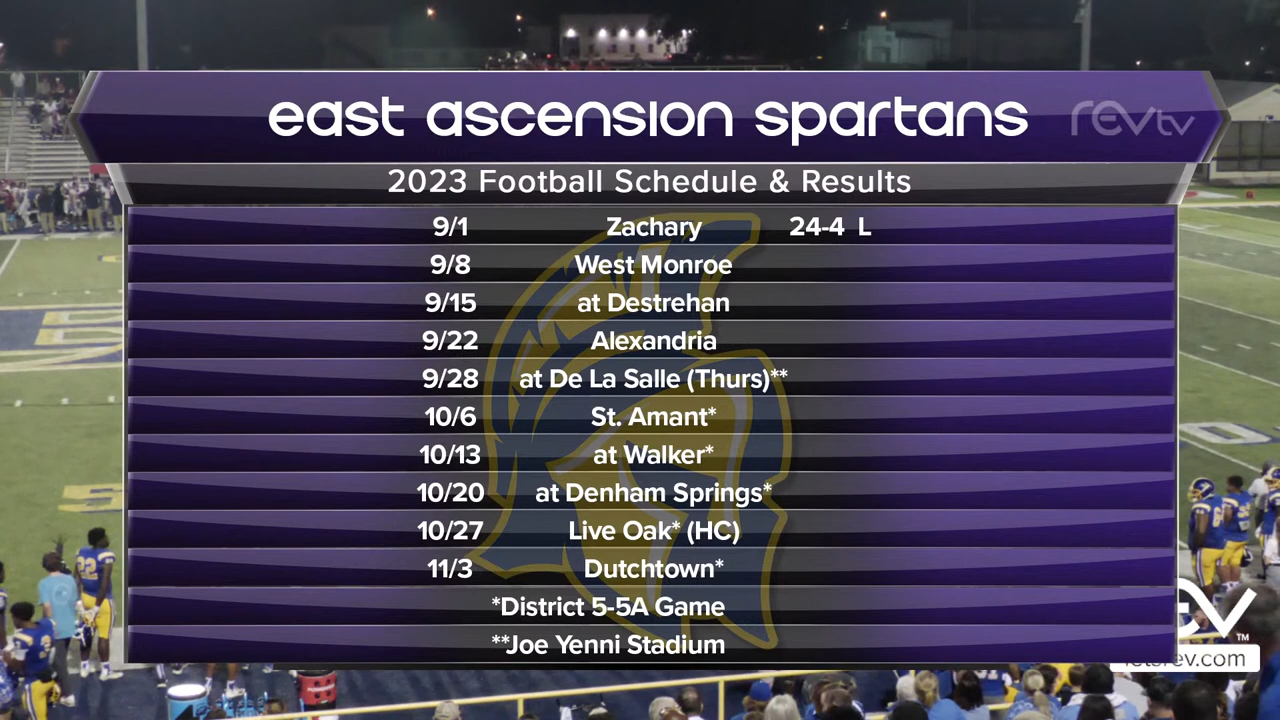 east ascension spartans revtv
2023 Football Schedule & Results
9/1 Zachary 24-4 L
9/8 West Monroe
9/15 at Destrehan
9/22 Alexandria
9/28 at De La Salle (Thurs)**
10/6 St. Amant*
10/13 at Walker*
10/20 at Denham Springs*
10/27 Live Oak* (HC)
11/3 Dutchtown*
*District 5-5A Game
**Joe Yenni Stadium
22
EV™
letsrev.com